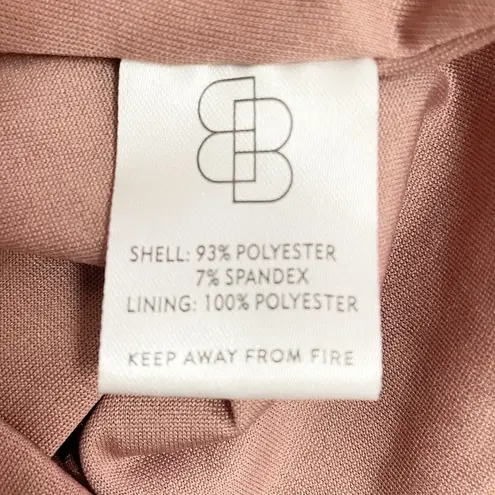 SHELL: 93% POLYESTER
7% SPANDEX
LINING: 100% POLYESTER
KEEP AWAY FROM FIRE